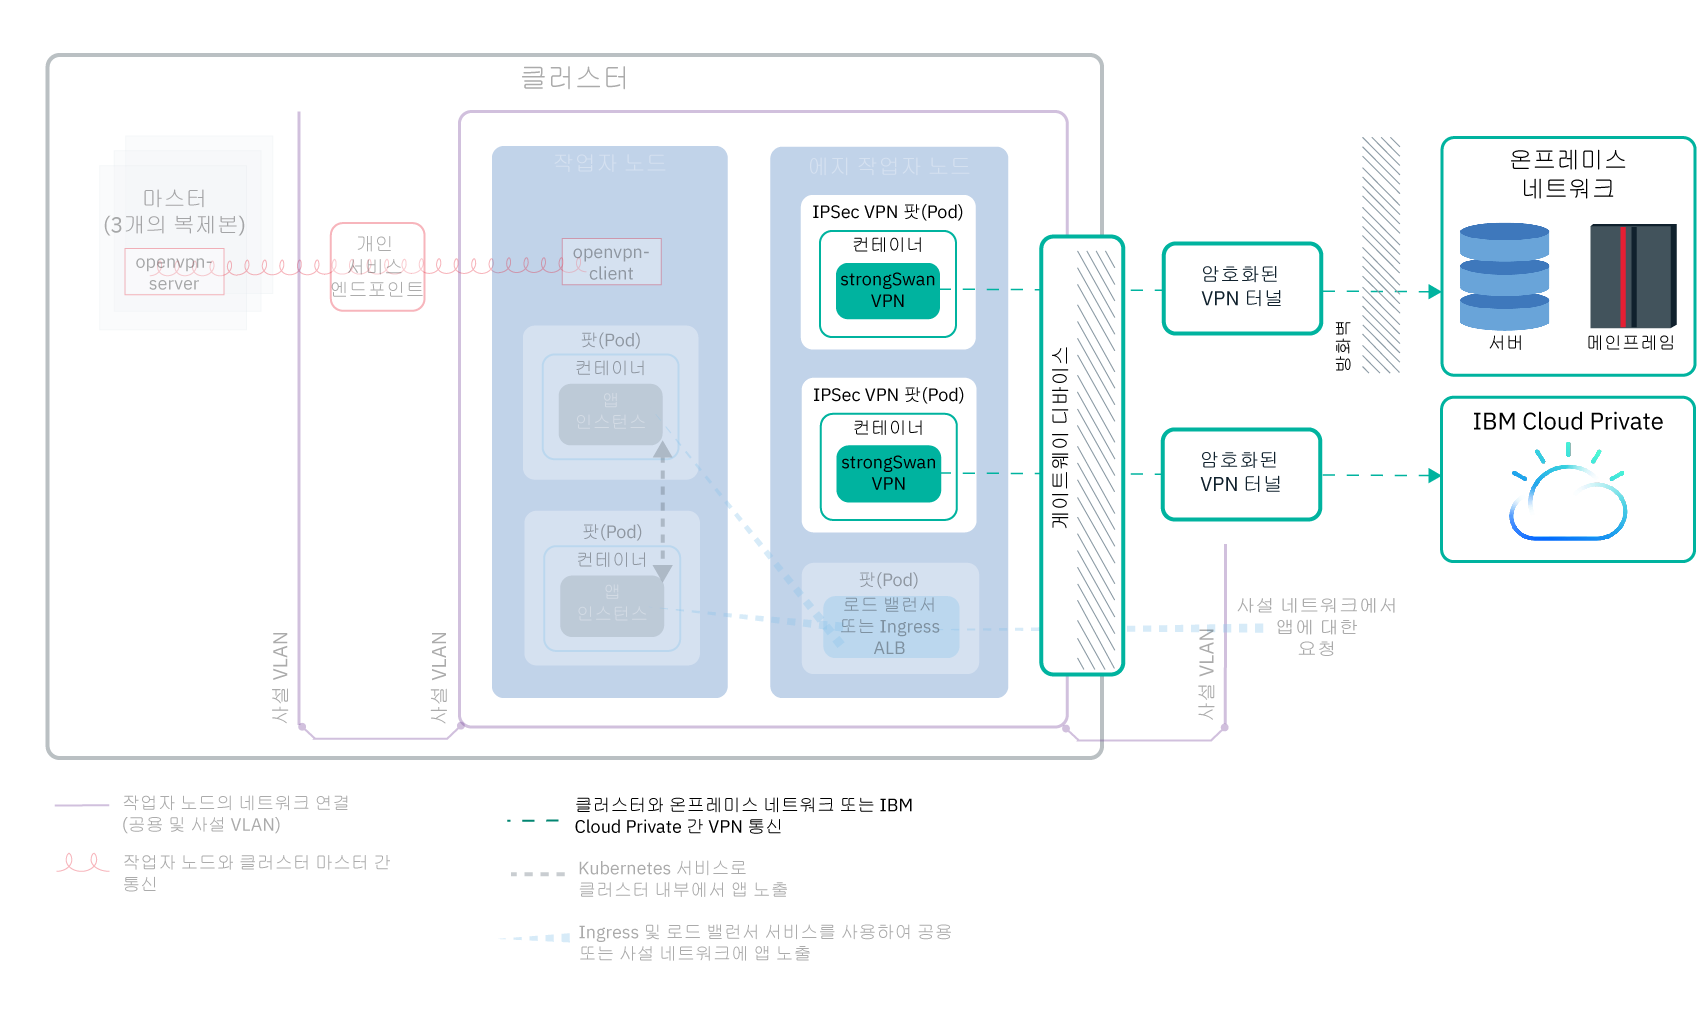 클러스터
마스터
(3개의 복제본)
openvpn-
server
개인
서비스
엔드포인트
작업자 노드
openvpn-
client
팟(Pod)
컨테이너
앱
인스턴스
팟(Pod)
컨테이너
앱
인스턴스
에지 작업자 노드
IPSec VPN 팟(Pod)
컨테이너
strongSwan
VPN
IPSec VPN 팟(Pod)
컨테이너
strongSwan
VPN
팟(Pod)
로드 밸런서
또는 Ingress
ALB
게이트웨이 디바이스
암호화된
VPN 터널
암호화된
VPN 터널
방화벽
온프레미스
네트워크
서버
메인프레임
IBM Cloud Private
사설 네트워크에서
앱에 대한
요청
사설 VLAN
사설 VLAN
사설 VLAN
작업자 노드의 네트워크 연결
(공용 및 사설 VLAN)
작업자 노드와 클러스터 마스터 간
통신
클러스터와 온프레미스 네트워크 또는 IBM
Cloud Private 간 VPN 통신
Kubernetes 서비스로
클러스터 내부에서 앱 노출
Ingress 및 로드 밸런서 서비스를 사용하여 공용
또는 사설 네트워크에 앱 노출